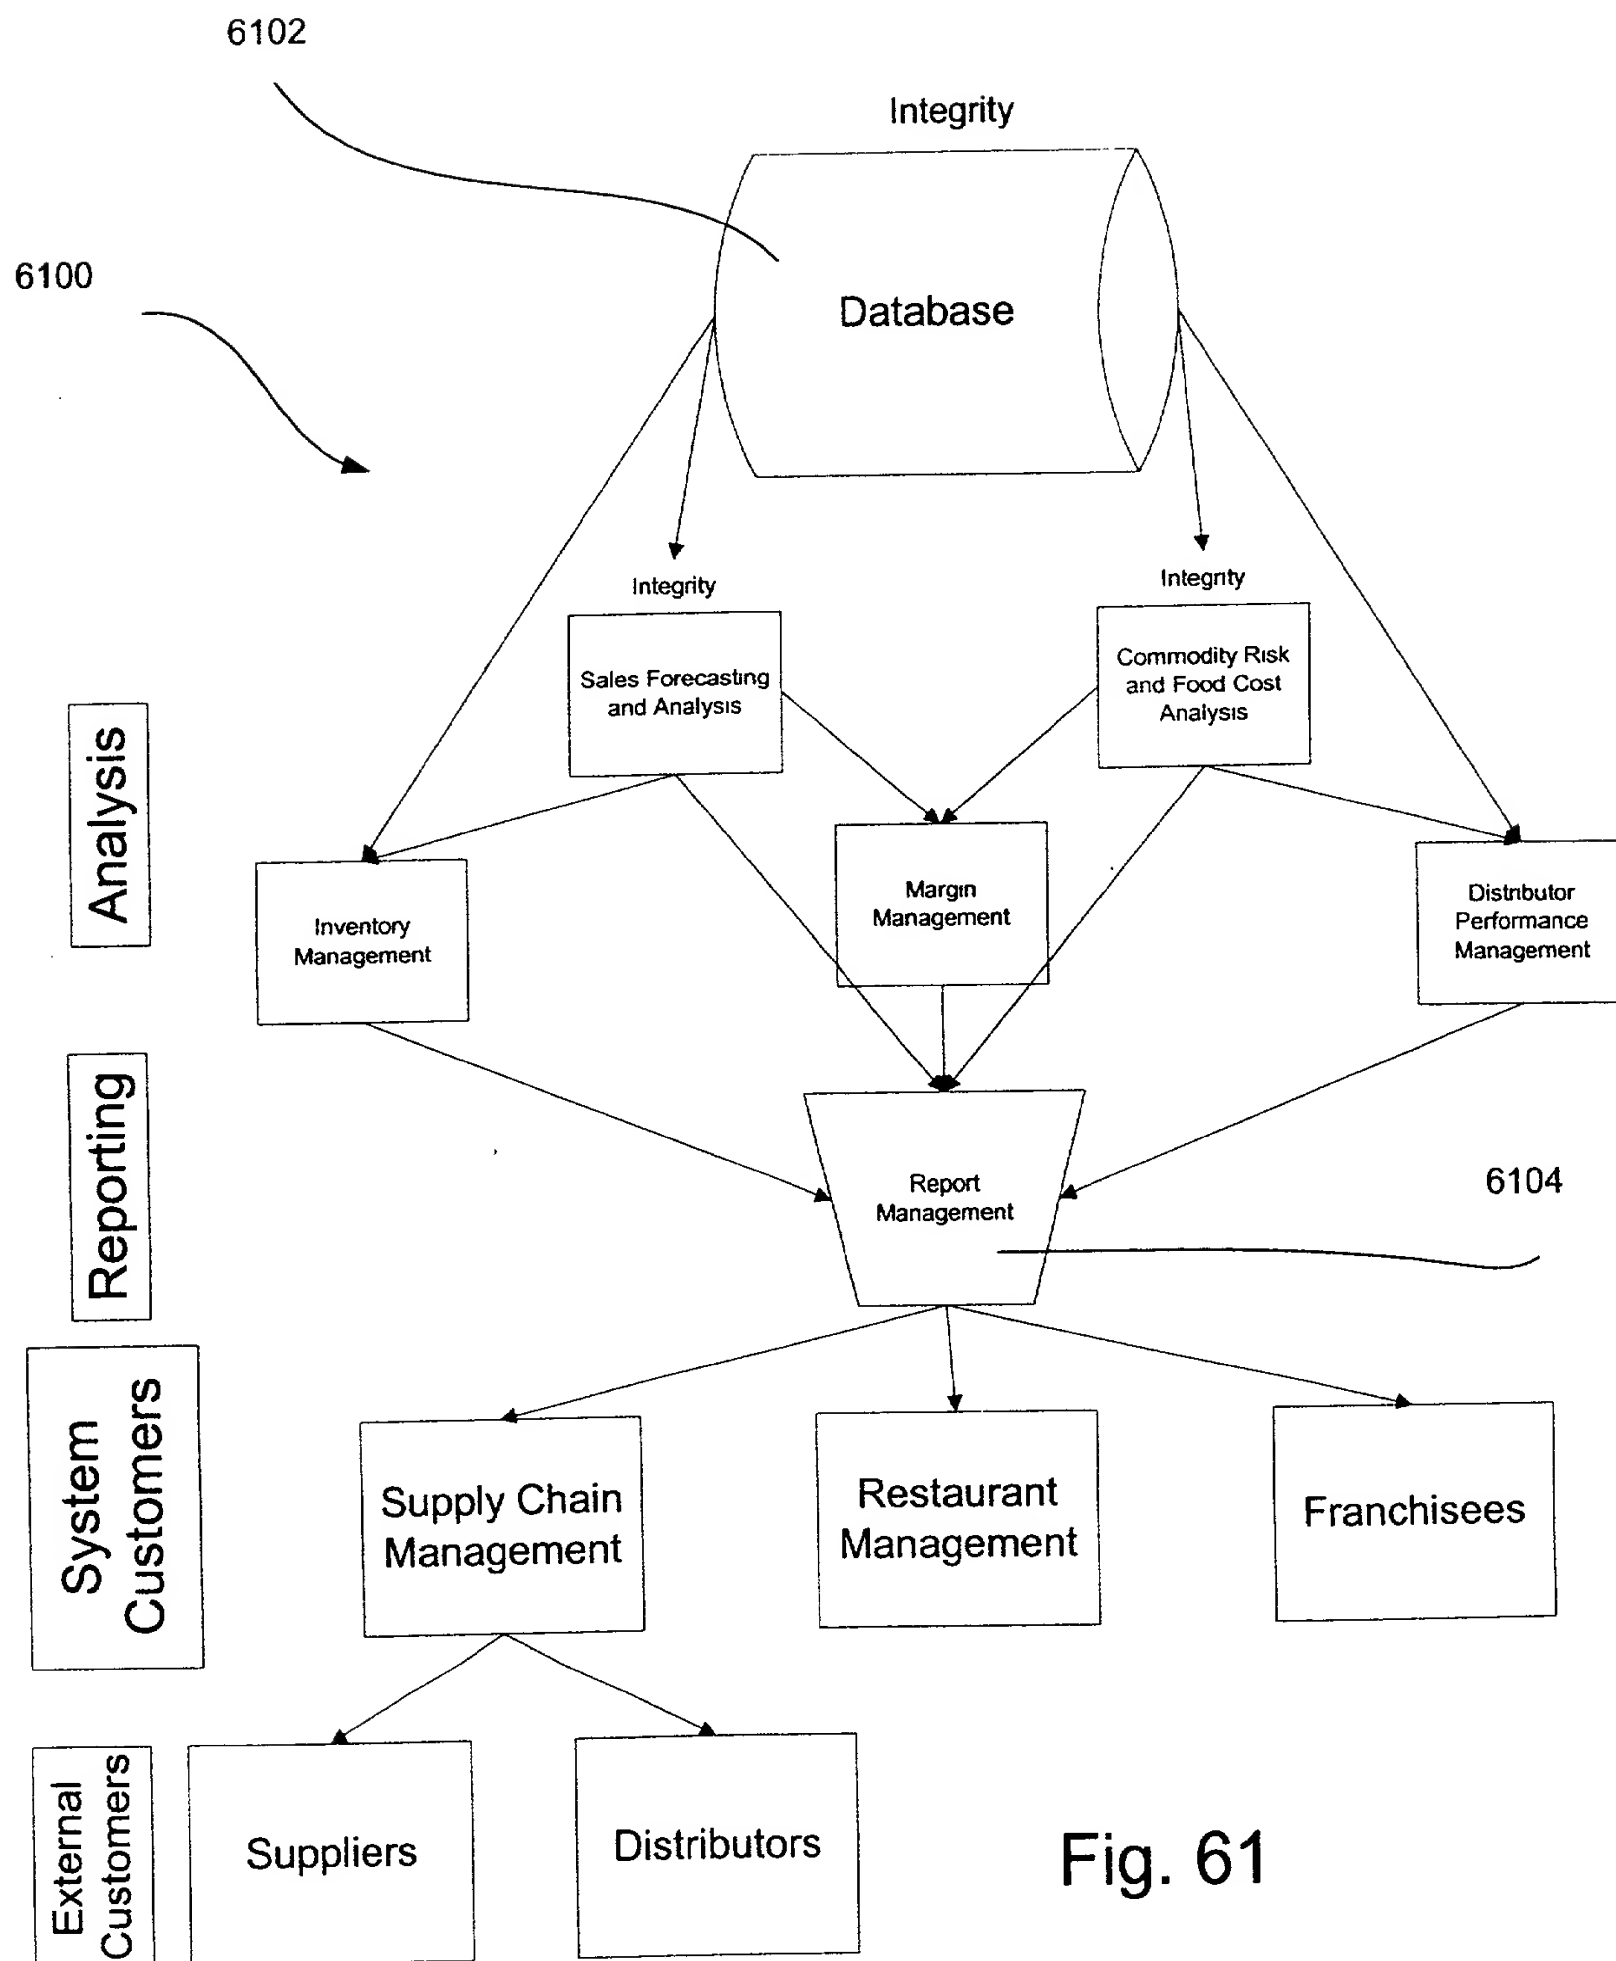 6102
Integrity
6100
Database
Integrity
Integrity
Sales Forecasting
and Analysis
Commodity Risk
and Food Cost
Analysis
Analysis
Inventory
Management
Margin
Management
Distributor
Performance
Management
Reporting
Report
Management
6104
System
Customers
Supply Chain
Management
Restaurant
Management
Franchisees
External
Customers
Suppliers
Distributors
Fig. 61